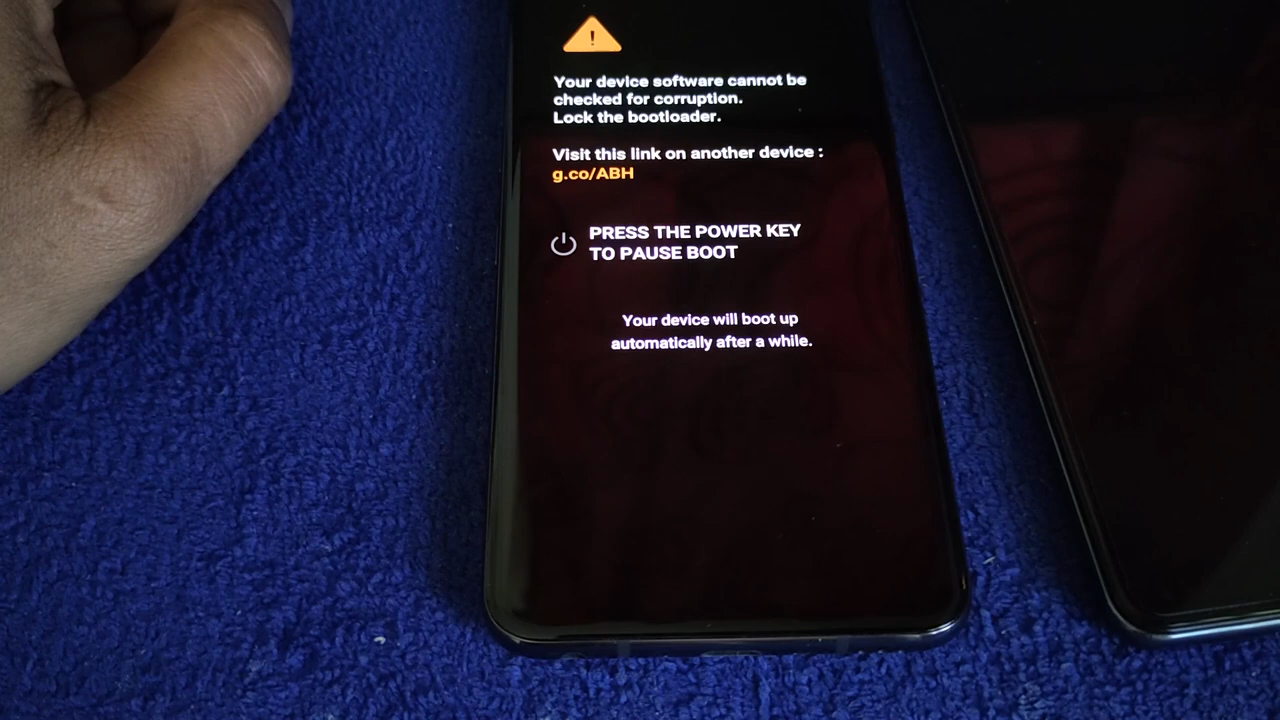 Your device software cannot be
checked for corruption.
Lock the bootloader.
Visit this link on another device :
g.co/ABH
PRESS THE POWER KEY
TO PAUSE BOOT
Your device will boot up
automatically after a while.